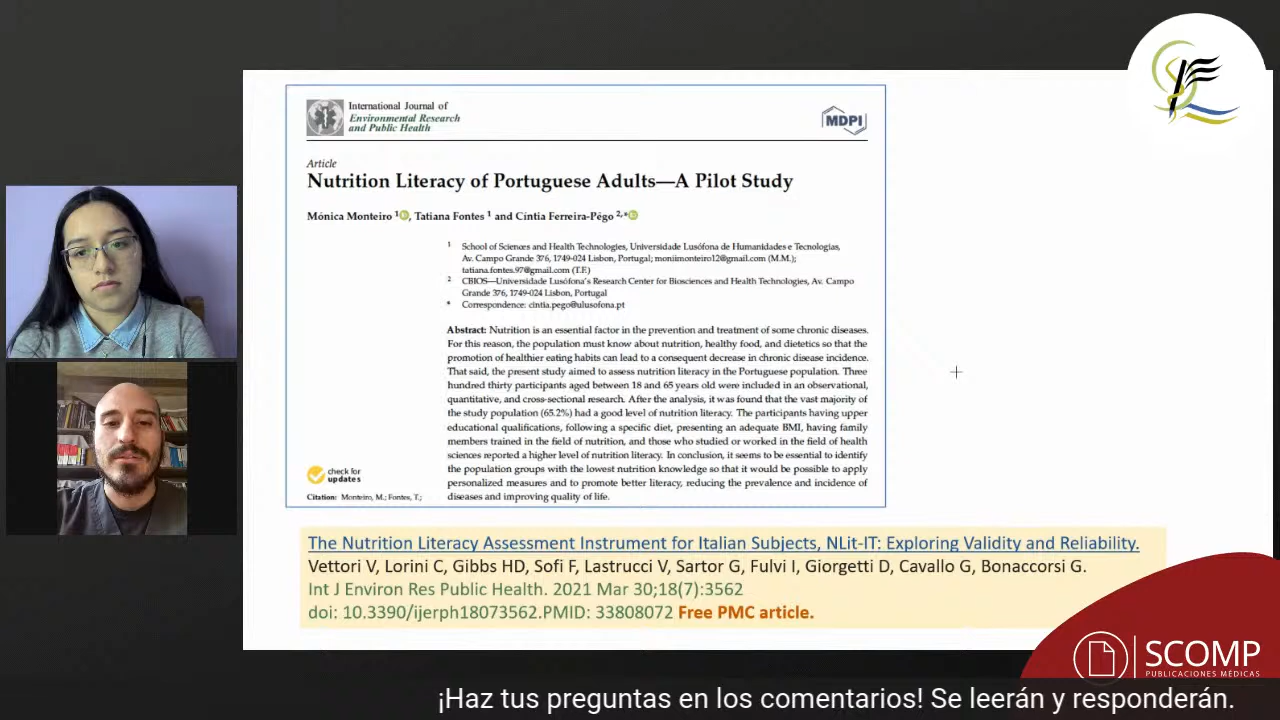 International Journal of
Environmental Research
and Public Health
MDPI
Article
Nutrition Literacy of Portuguese Adults—A Pilot Study
Mónica Monteiro 1, Tatiana Fontes 1 and Cíntia Ferreira-Pêgo 2,*
1 School of Sciences and Health Technologies, Universidade Lusófona de Humanidades e Tecnologias,
Av. Campo Grande 376, 1749-024 Lisbon, Portugal; moniimonteiro12@gmail.com (M.M.);
tatiana.fontes.97@gmail.com (T.F.)
2 CBIOS—Universidade Lusófona's Research Center for Biosciences and Health Technologies, Av. Campo
Grande 376, 1749-024 Lisbon, Portugal
* Correspondence: cintia.pego@ulusofona.pt
Abstract: Nutrition is an essential factor in the prevention and treatment of some chronic diseases.
For this reason, the population must know about nutrition, healthy food, and dietetics so that the
promotion of healthier eating habits can lead to a consequent decrease in chronic disease incidence.
That said, the present study aimed to assess nutrition literacy in the Portuguese population. Three
hundred thirty participants aged between 18 and 65 years old were included in an observational,
quantitative, and cross-sectional research. After the analysis, it was found that the vast majority of
the study population (65.2%) had a good level of nutrition literacy. The participants having upper
educational qualifications, following a specific diet, presenting an adequate BMI, having family
members trained in the field of nutrition, and those who studied or worked in the field of health
sciences reported a higher level of nutrition literacy. In conclusion, it seems to be essential to identify
the population groups with the lowest nutrition knowledge so that it would be possible to apply
personalized measures and to promote better literacy, reducing the prevalence and incidence of
diseases and improving quality of life.
check for
updates
Citation: Monteiro, M.; Fontes, T.;
The Nutrition Literacy Assessment Instrument for Italian Subjects, NLit-IT: Exploring Validity and Reliability.
Vettori V, Lorini C, Gibbs HD, Sofi F, Lastrucci V, Sartor G, Fulvi I, Giorgetti D, Cavallo G, Bonaccorsi G.
Int J Environ Res Public Health. 2021 Mar 30;18(7):3562
doi: 10.3390/ijerph18073562.PMID: 33808072 Free PMC article.
SCOMP
PUBLICACIONES MÉDICAS
¡Haz tus preguntas en los comentarios! Se leerán y responderán.